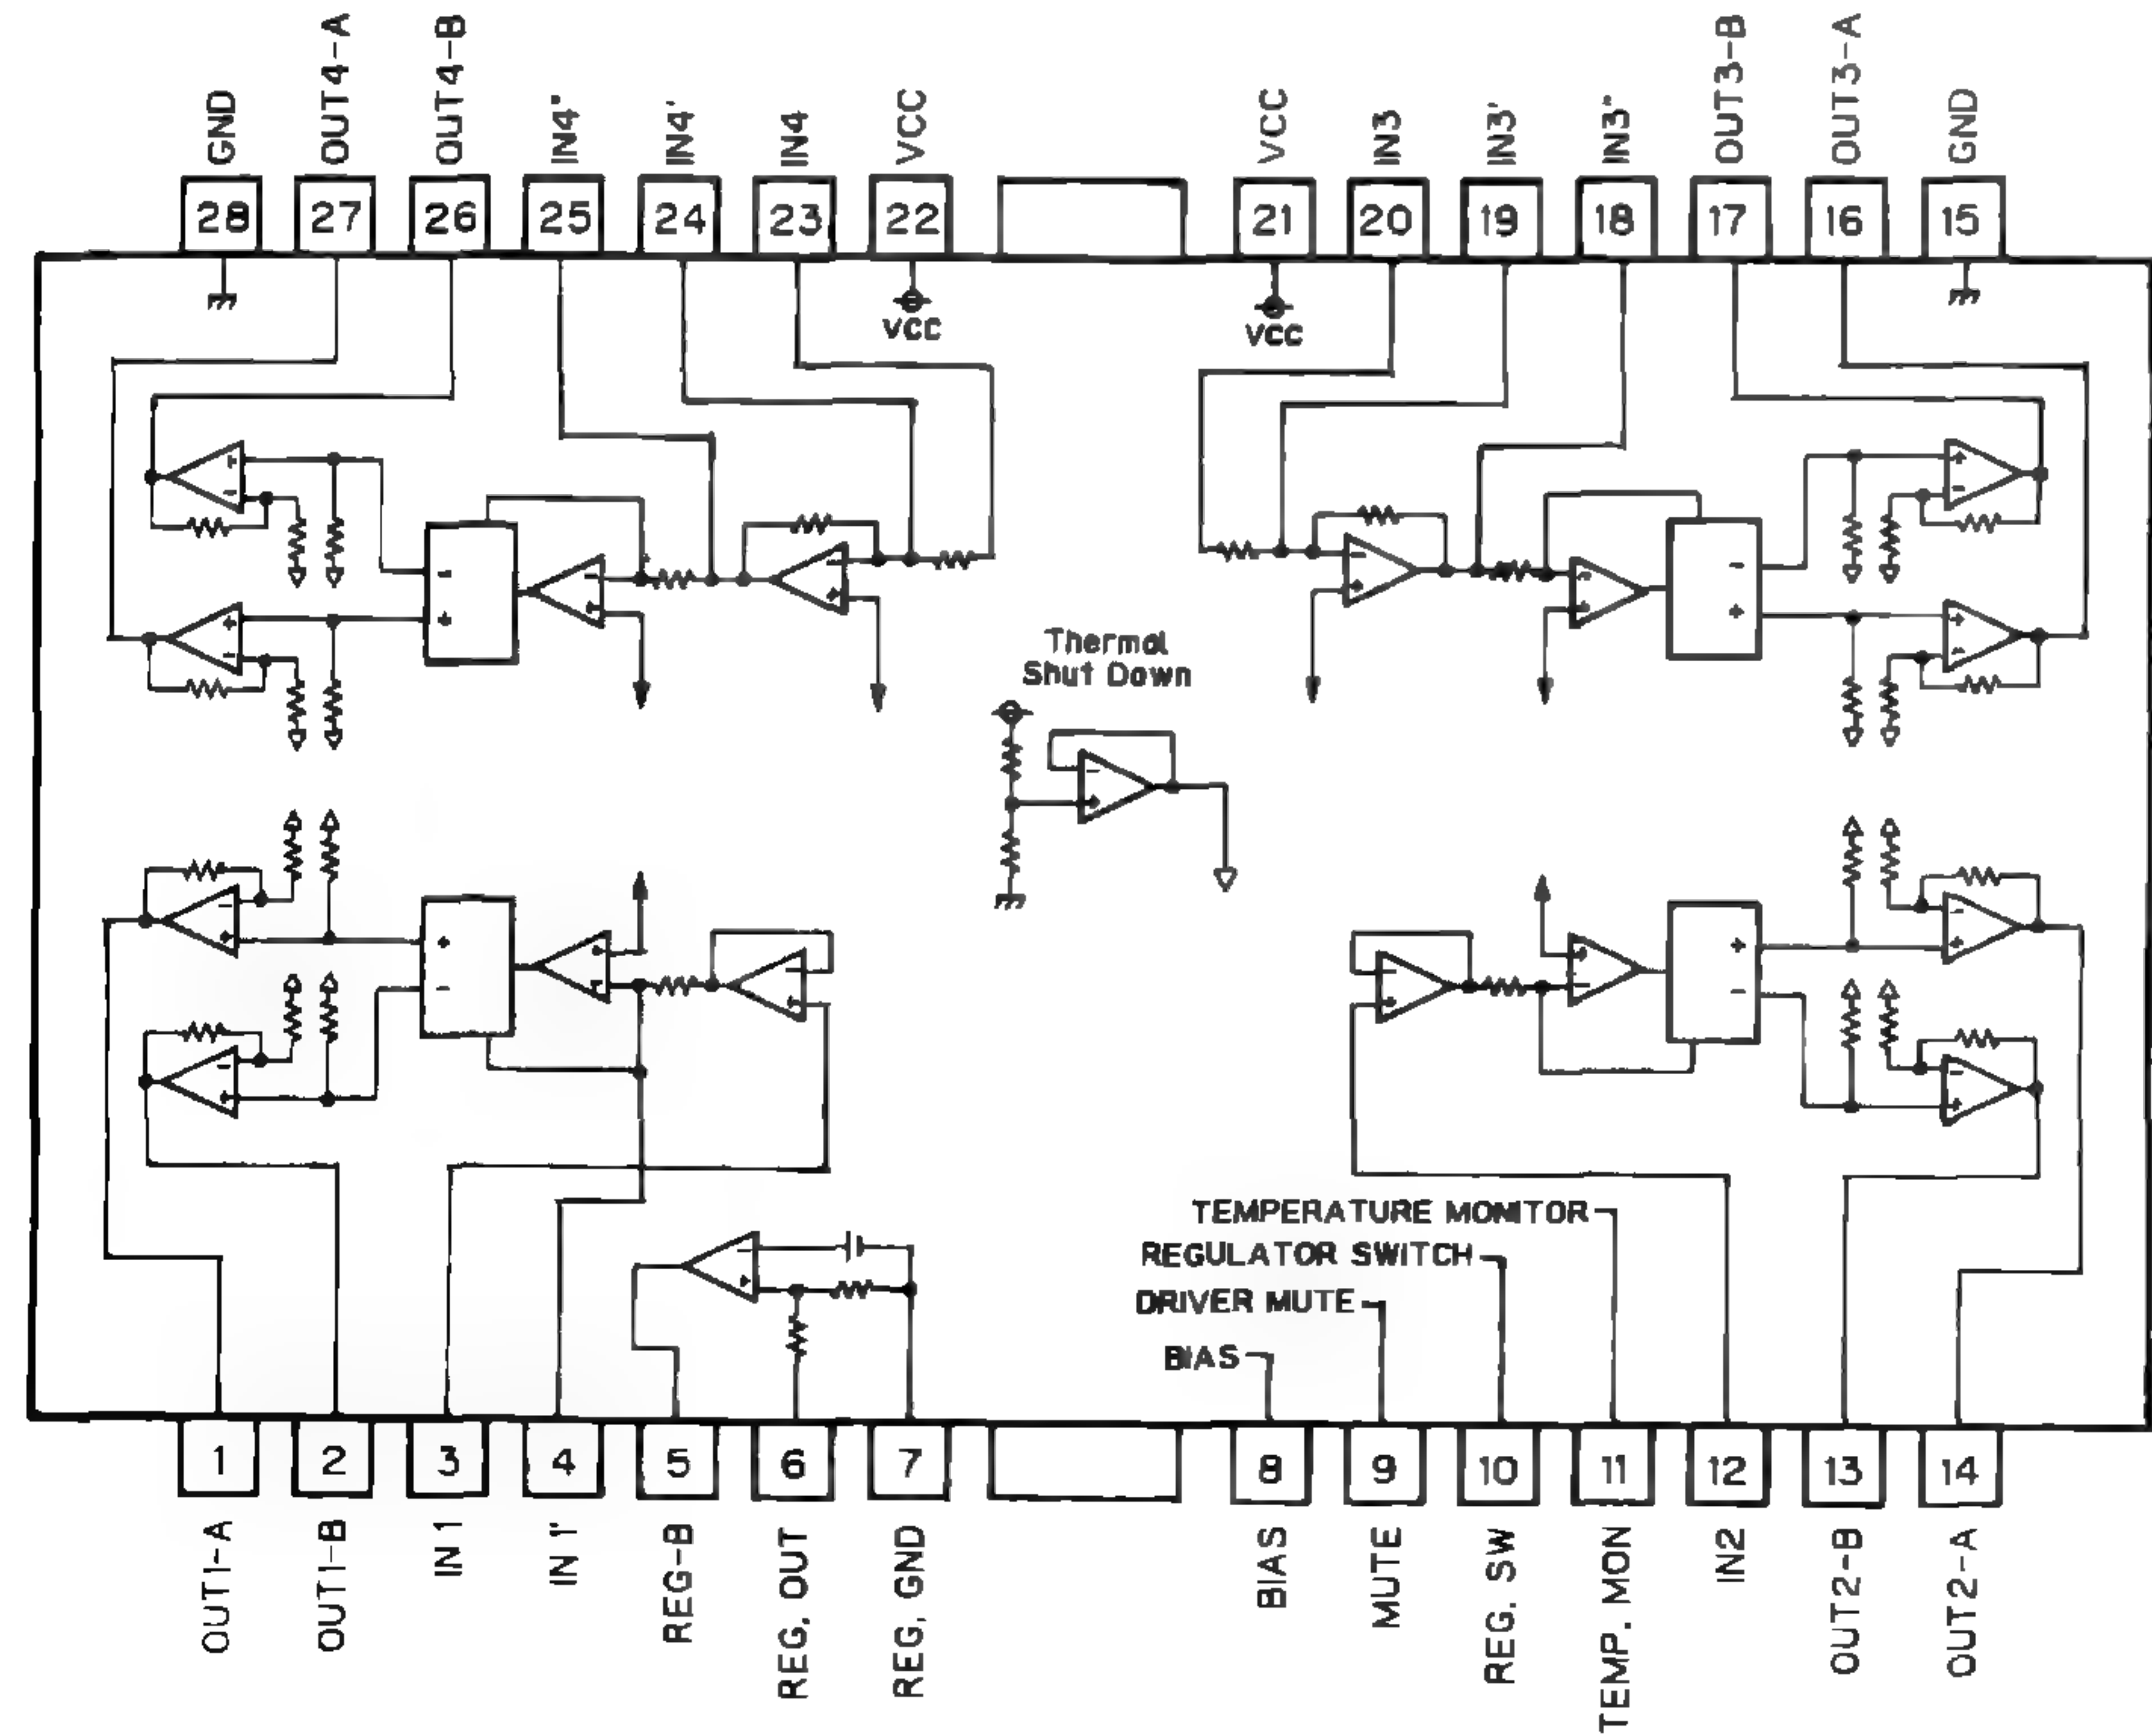 GND
OUT4-A
OUT4-B
IN4"
IN4'
IN4
VCC
VCC
IN3
IN3'
IN3"
OUT3-B
OUT3-A
GND
28
27
26
25
24
23
22
21
20
19
18
17
16
15
VCC
VCC
+
-
+
-
-
+
+
-
-
+
-
+
-
+
-
+
-
+
+
-
+
-
Thermal
Shut Down
-
+
-
+
+
-
+
-
-
+
-
+
-
+
+
-
-
+
+
-
-
+
-
+
TEMPERATURE MONITOR
REGULATOR SWITCH
DRIVER MUTE
BIAS
-
+
1
2
3
4
5
6
7
8
9
10
11
12
13
14
OUT1-A
OUT1-B
IN 1
IN 1'
REG-B
REG. OUT
REG. GND
BIAS
MUTE
REG. SW
TEMP. MON
IN2
OUT2-B
OUT2-A